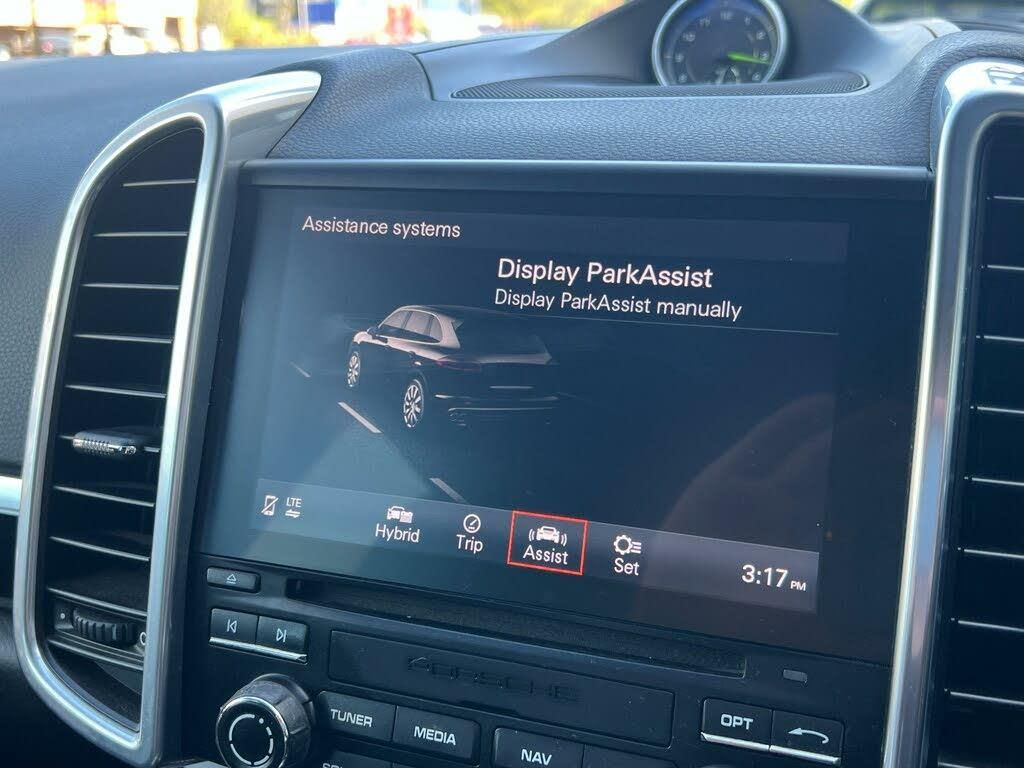 Assistance systems
Display ParkAssist
Display ParkAssist manually
LTE
Hybrid
Trip
Assist
Set
3:17 PM
PORSCHE
TUNER
MEDIA
NAV
OPT